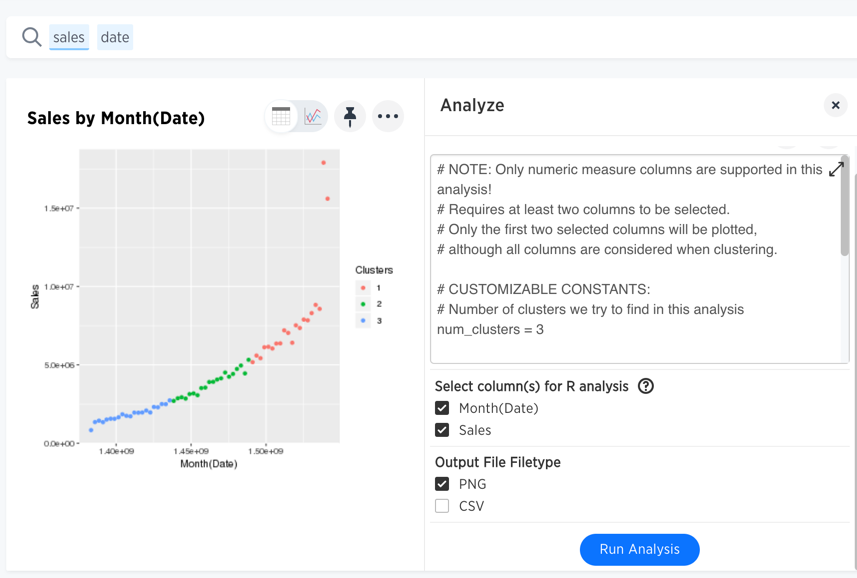 sales date
Sales by Month(Date)
1.5e+07
1.0e+07
5.0e+06
0.0e+00
Sales
1.40e+09 1.45e+09 1.50e+09
Month(Date)
Clusters
1
2
3
Analyze
# NOTE: Only numeric measure columns are supported in this
analysis!
# Requires at least two columns to be selected.
# Only the first two selected columns will be plotted,
# although all columns are considered when clustering.
# CUSTOMIZABLE CONSTANTS:
# Number of clusters we try to find in this analysis
num_clusters = 3
Select column(s) for R analysis ?
Month(Date)
Sales
Output File Filetype
PNG
CSV
Run Analysis